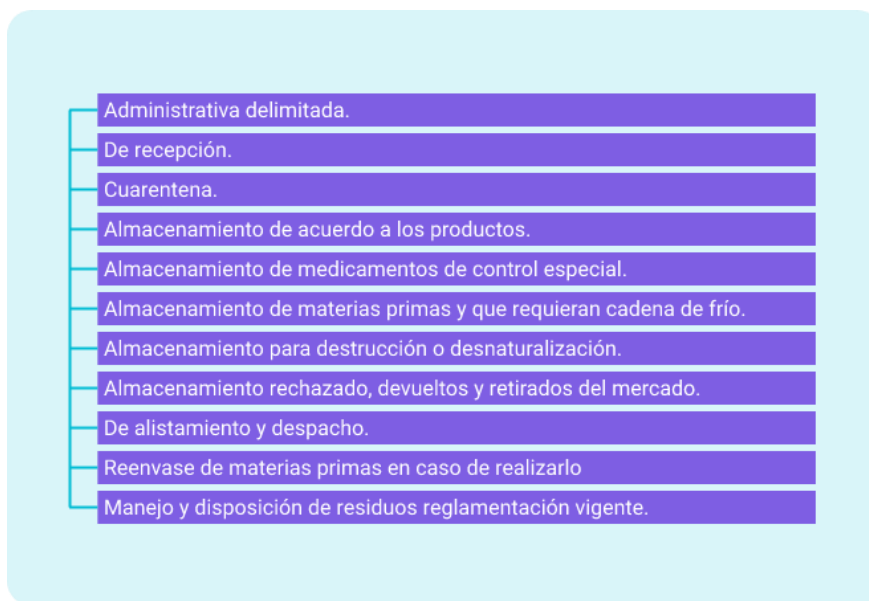 Administrativa delimitada.
De recepción.
Cuarentena.
Almacenamiento de acuerdo a los productos.
Almacenamiento de medicamentos de control especial.
Almacenamiento de materias primas y que requieran cadena de frío.
Almacenamiento para destrucción o desnaturalización.
Almacenamiento rechazado, devueltos y retirados del mercado.
De alistamiento y despacho.
Reenvase de materias primas en caso de realizarlo
Manejo y disposición de residuos reglamentación vigente.